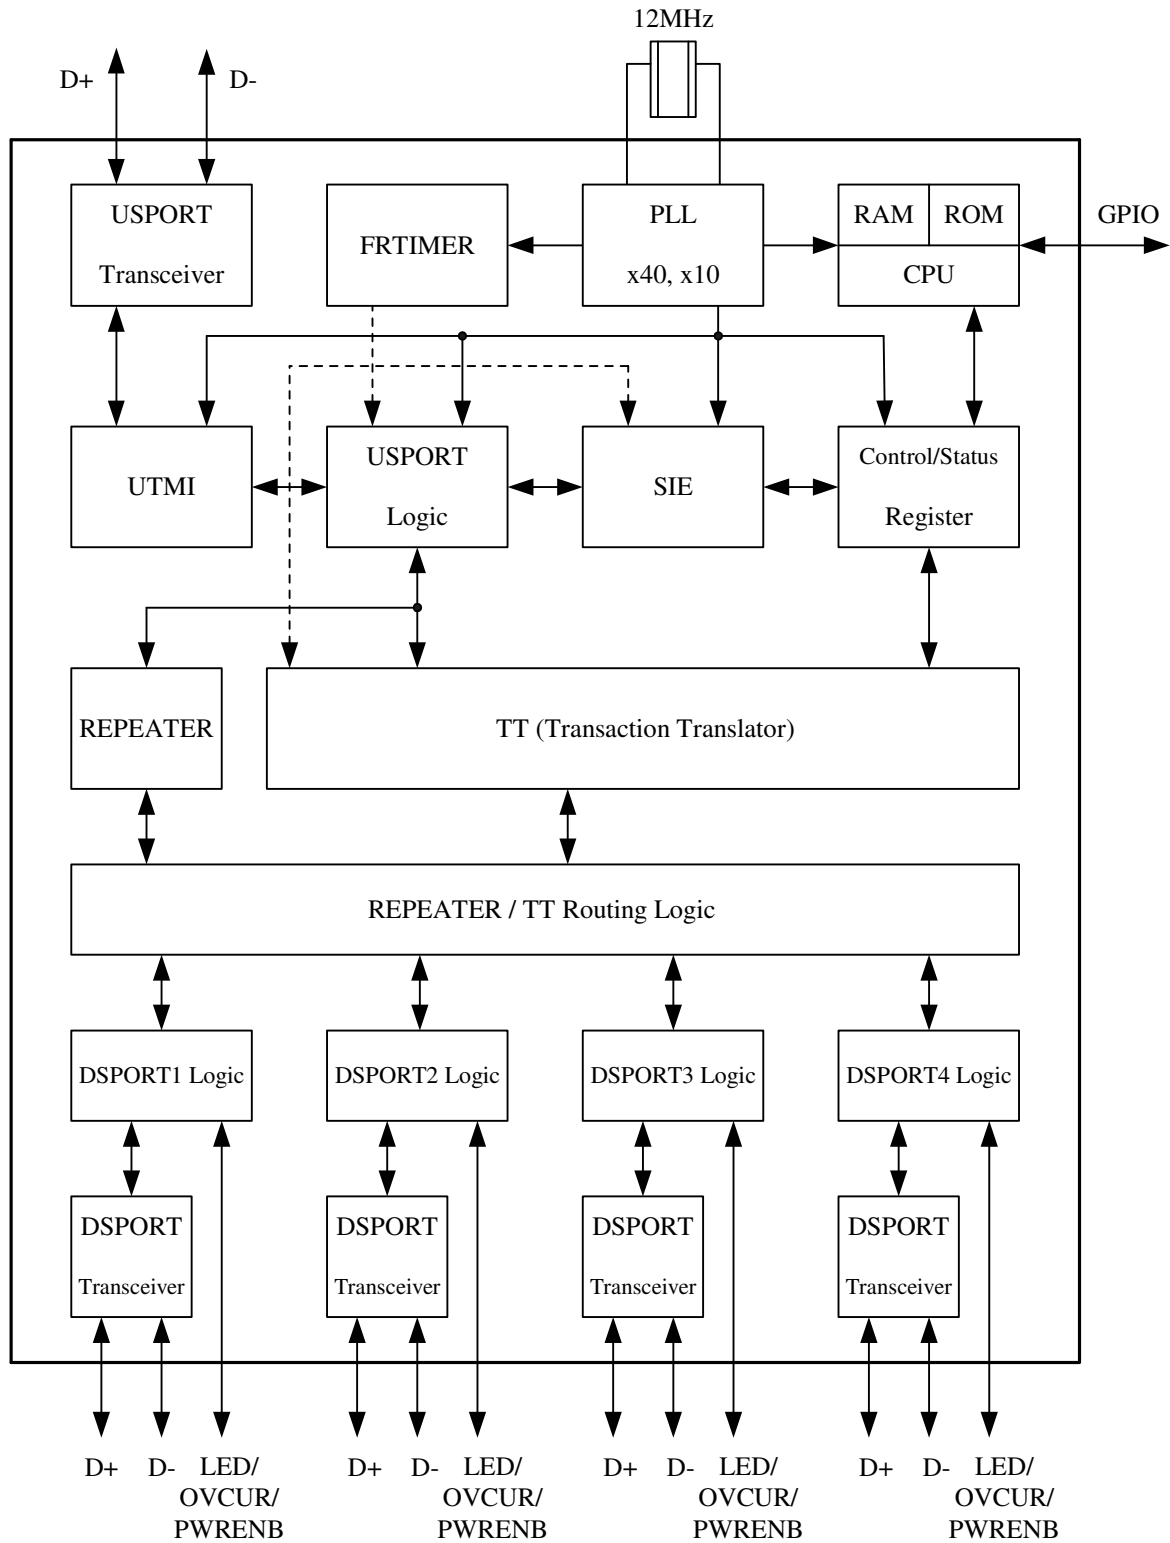 12MHz
D+
D-
USPORT
Transceiver
FRTIMER
PLL
x40, x10
RAM
ROM
CPU
GPIO
UTMI
USPORT
Logic
SIE
Control/Status
Register
REPEATER
TT (Transaction Translator)
REPEATER / TT Routing Logic
DSPORT1 Logic
DSPORT2 Logic
DSPORT3 Logic
DSPORT4 Logic
DSPORT
Transceiver
DSPORT
Transceiver
DSPORT
Transceiver
DSPORT
Transceiver
D+
D-
LED/
OVCUR/
PWRENB
D+
D-
LED/
OVCUR/
PWRENB
D+
D-
LED/
OVCUR/
PWRENB
D+
D-
LED/
OVCUR/
PWRENB